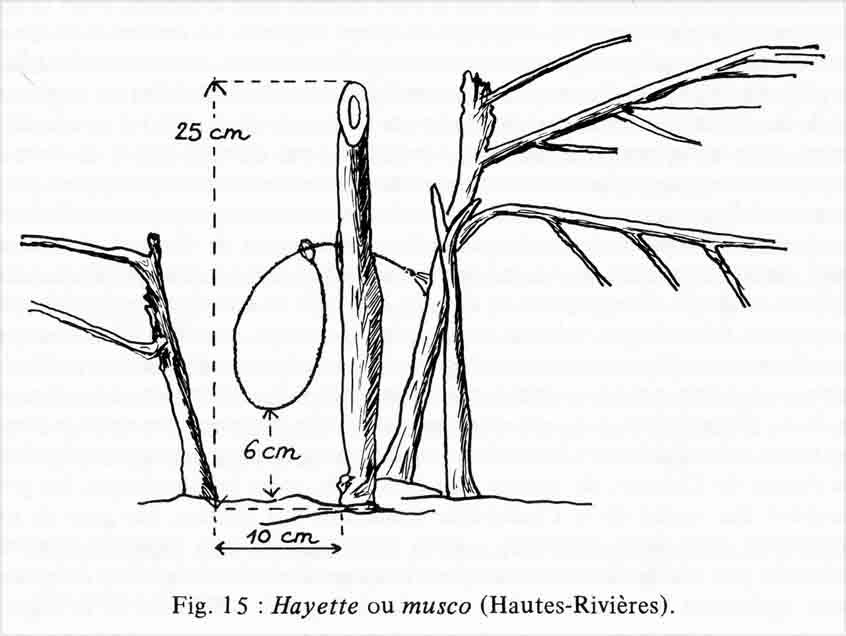 25 cm
6 cm
10 cm
Fig. 15 : Hayette ou musco (Hautes-Rivières).